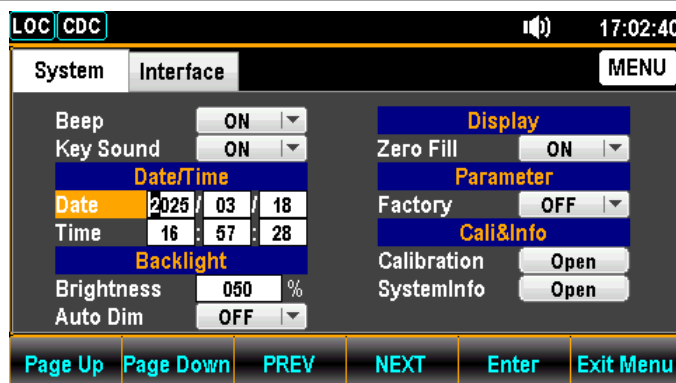 LOC CDC 17:02:40
System Interface MENU
Beep ON
Key Sound ON
Date/Time
Date 2025 / 03 / 18
Time 16 : 57 : 28
Backlight
Brightness 050 %
Auto Dim OFF
Display
Zero Fill ON
Parameter
Factory OFF
Cali&Info
Calibration Open
SystemInfo Open
Page Up Page Down PREV NEXT Enter Exit Menu